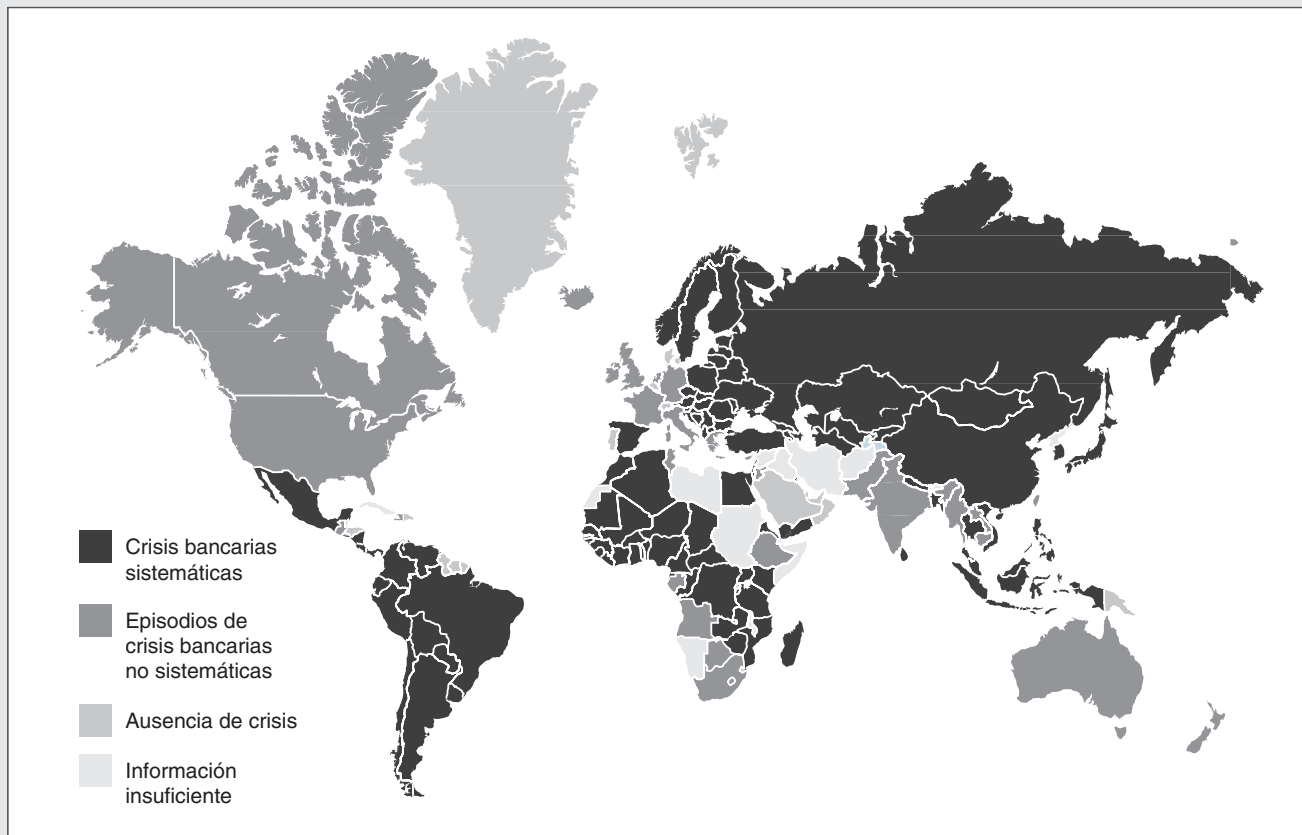 Crisis bancarias
sistemáticas
Episodios de
crisis bancarias
no sistemáticas
Ausencia de crisis
Información
insuficiente